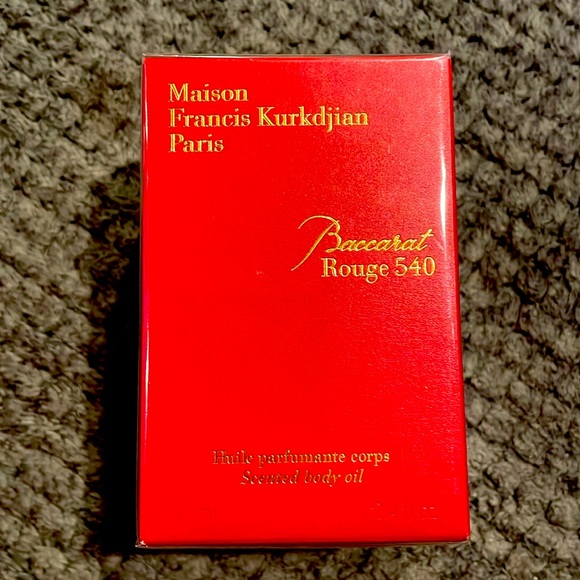 Maison
Francis Kurkdjian
Paris
Baccarat
Rouge 540
Huile parfumante corps
Scented body oil